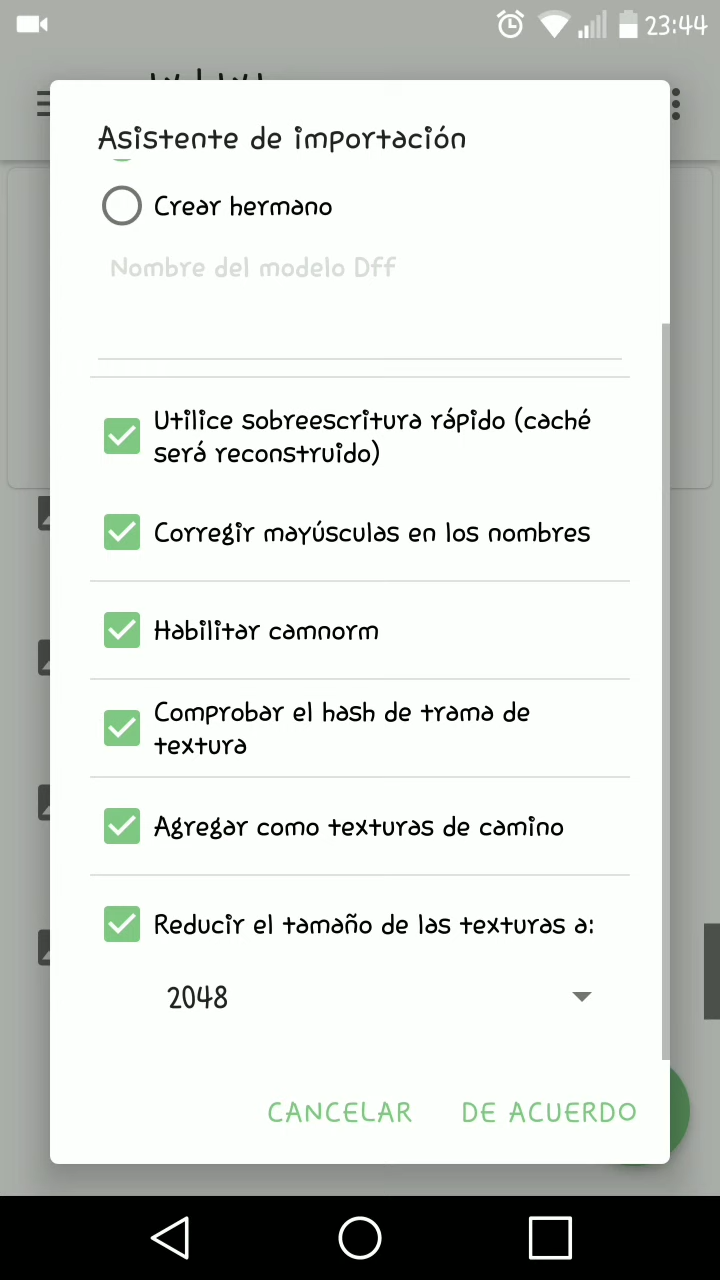 23:44
Asistente de importación
Crear hermano
Nombre del modelo Dff
Utilice sobreescritura rápido (caché
será reconstruido)
Corregir mayúsculas en los nombres
Habilitar camnorm
Comprobar el hash de trama de
textura
Agregar como texturas de camino
Reducir el tamaño de las texturas a:
2048
CANCELAR DE ACUERDO